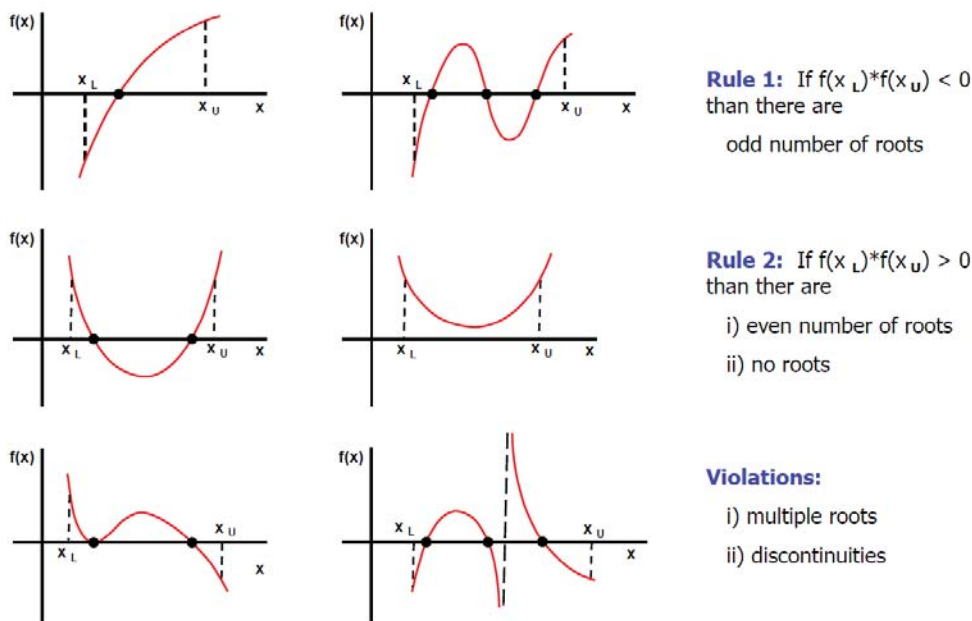 f(x)
x L
x
x U
f(x)
x L
x
x U
Rule 1: If f(x L)*f(x U) < 0
than there are
odd number of roots
f(x)
x L
x U
x
f(x)
x L
x U
x
Rule 2: If f(x L)*f(x U) > 0
than ther are
i) even number of roots
ii) no roots
f(x)
x L
x U
x
f(x)
x L
x U
x
Violations:
i) multiple roots
ii) discontinuities